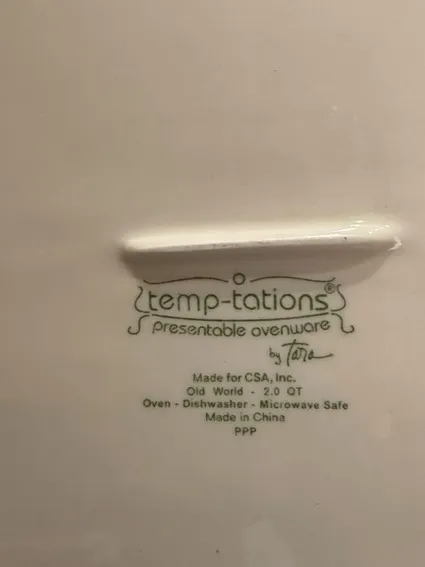 temp-tations®
presentable ovenware
by Tara
Made for CSA, Inc.
Old World - 2.0 QT
Oven - Dishwasher - Microwave Safe
Made in China
PPP